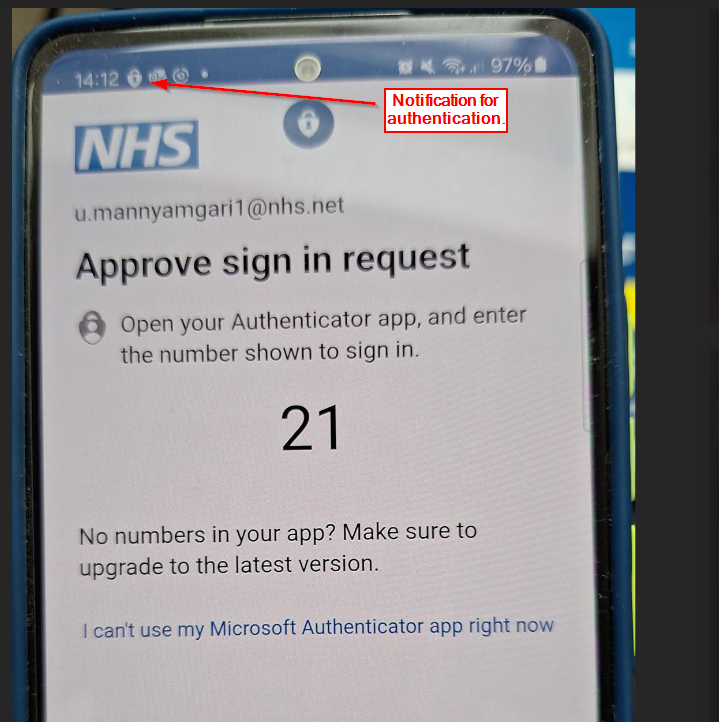 14:12
97%
Notification for
authentication.
NHS
u.mannyamgari1@nhs.net
Approve sign in request
Open your Authenticator app, and enter
the number shown to sign in.
21
No numbers in your app? Make sure to
upgrade to the latest version.
I can't use my Microsoft Authenticator app right now